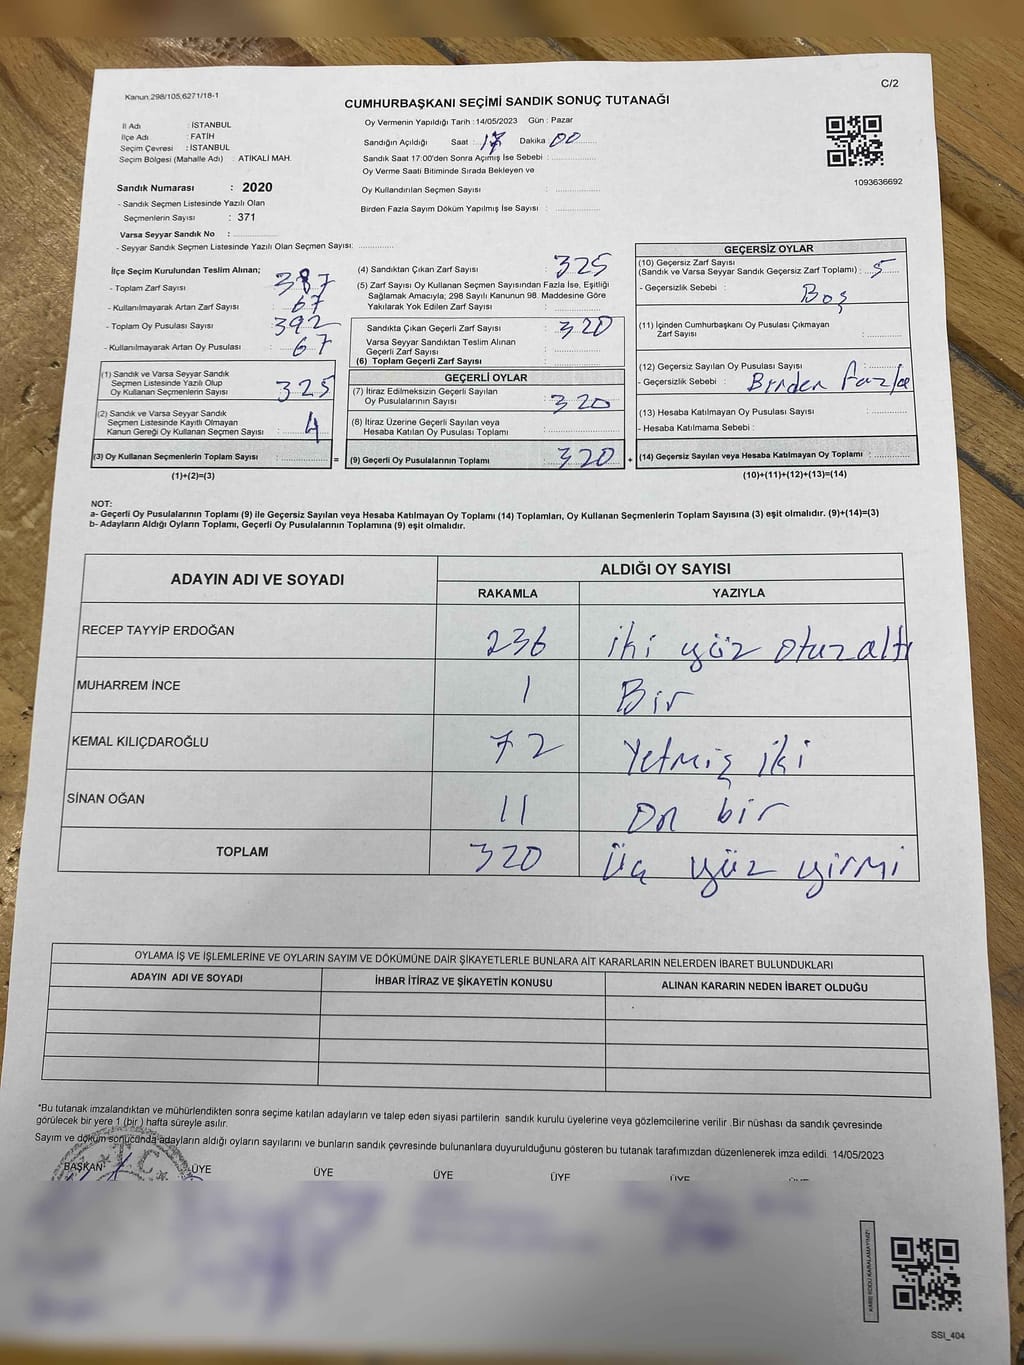 Kanun 298/105,6271/18-1
C/2
CUMHURBAŞKANI SEÇİMİ SANDIK SONUÇ TUTANAĞI
İl Adı : İSTANBUL
İlçe Adı : FATİH
Seçim Çevresi : İSTANBUL
Seçim Bölgesi (Mahalle Adı) : ATİKALİ MAH.
Oy Vermenin Yapıldığı Tarih : 14/05/2023 Gün : Pazar
Sandığın Açıldığı Saat : 17 Dakika 00
Sandık Saat 17:00'den Sonra Açımış İse Sebebi :
Oy Verme Saati Bitiminde Sırada Bekleyen ve
Oy Kullandırılan Seçmen Sayısı :
Birden Fazla Sayım Döküm Yapılmış İse Sayısı :
1093636692
Sandık Numarası : 2020
- Sandık Seçmen Listesinde Yazılı Olan
Seçmenlerin Sayısı : 371
Varsa Seyyar Sandık No :
- Seyyar Sandık Seçmen Listesinde Yazılı Olan Seçmen Sayısı:
İlçe Seçim Kurulundan Teslim Alınan;
- Toplam Zarf Sayısı : 387
- Kullanılmayarak Artan Zarf Sayısı : 67
- Toplam Oy Pusulası Sayısı : 392
- Kullanılmayarak Artan Oy Pusulası : 67
(1) Sandık ve Varsa Seyyar Sandık
Seçmen Listesinde Yazılı Olup
Oy Kullanan Seçmenlerin Sayısı : 325
(2) Sandık ve Varsa Seyyar Sandık
Seçmen Listesinde Kayıtlı Olmayan
Kanun Gereği Oy Kullanan Seçmen Sayısı : 4
(3) Oy Kullanan Seçmenlerin Toplam Sayısı : =
(1)+(2)=(3)
(4) Sandıktan Çıkan Zarf Sayısı : 325
(5) Zarf Sayısı Oy Kullanan Seçmen Sayısından Fazla İse, Eşitliği
Sağlamak Amacıyla; 298 Sayılı Kanunun 98. Maddesine Göre
Yakılarak Yok Edilen Zarf Sayısı :
Sandıkta Çıkan Geçerli Zarf Sayısı : 320
Varsa Seyyar Sandıktan Teslim Alınan
Geçerli Zarf Sayısı :
(6) Toplam Geçerli Zarf Sayısı
GEÇERLİ OYLAR
(7) İtiraz Edilmeksizin Geçerli Sayılan
Oy Pusulalarının Sayısı : 320
(8) İtiraz Üzerine Geçerli Sayılan veya
Hesaba Katılan Oy Pusulası Toplamı :
(9) Geçerli Oy Pusulalarının Toplamı : 320 +
GEÇERSİZ OYLAR
(10) Geçersiz Zarf Sayısı
(Sandık ve Varsa Seyyar Sandık Geçersiz Zarf Toplamı) : 5
- Geçersizlik Sebebi : Boş
(11) İçinden Cumhurbaşkanı Oy Pusulası Çıkmayan
Zarf Sayısı :
(12) Geçersiz Sayılan Oy Pusulası Sayısı :
- Geçersizlik Sebebi : Birden fazla
(13) Hesaba Katılmayan Oy Pusulası Sayısı :
- Hesaba Katılmama Sebebi :
(14) Geçersiz Sayılan veya Hesaba Katılmayan Oy Toplamı :
(10)+(11)+(12)+(13)=(14)
NOT:
a- Geçerli Oy Pusulalarının Toplamı (9) ile Geçersiz Sayılan veya Hesaba Katılmayan Oy Toplamı (14) Toplamları, Oy Kullanan Seçmenlerin Toplam Sayısına (3) eşit olmalıdır. (9)+(14)=(3)
b- Adayların Aldığı Oyların Toplamı, Geçerli Oy Pusulalarının Toplamına (9) eşit olmalıdır.
ADAYIN ADI VE SOYADI
ALDIĞI OY SAYISI
RAKAMLA YAZIYLA
RECEP TAYYİP ERDOĞAN 236 iki yüz otuz altı
MUHARREM İNCE 1 Bir
KEMAL KILIÇDAROĞLU 72 Yetmiş iki
SİNAN OĞAN 11 On bir
TOPLAM 320 Üç yüz yirmi
OYLAMA İŞ VE İŞLEMLERİNE VE OYLARIN SAYIM VE DÖKÜMÜNE DAİR ŞİKAYETLERLE BUNLARA AİT KARARLARIN NELERDEN İBARET BULUNDUKLARI
ADAYIN ADI VE SOYADI İHBAR İTİRAZ VE ŞİKAYETİN KONUSU ALINAN KARARIN NEDEN İBARET OLDUĞU
*Bu tutanak imzalandıktan ve mühürlendikten sonra seçime katılan adayların ve talep eden siyasi partilerin sandık kurulu üyelerine veya gözlemcilerine verilir .Bir nüshası da sandık çevresinde
görülecek bir yere 1 (bir ) hafta süreyle asılır.
Sayım ve döküm sonucunda adayların aldığı oyların sayılarını ve bunların sandık çevresinde bulunanlara duyurulduğunu gösteren bu tutanak tarafımızdan düzenlenerek imza edildi. 14/05/2023
T.C.
BAŞKAN ÜYE ÜYE ÜYE ÜYE ÜYE
KARE KODU KARALAMAYINIZ!
SSI_404